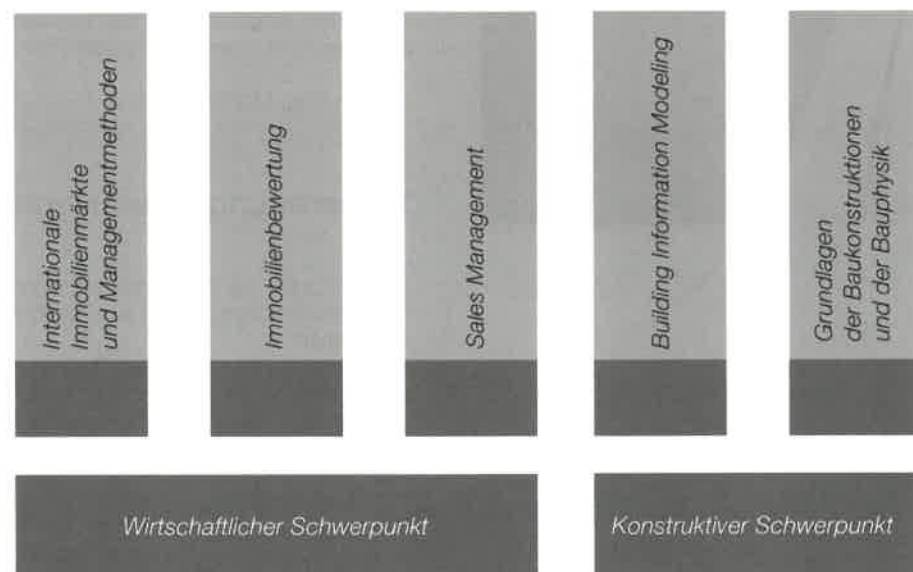 Internationale
Immobilienmärkte
und Managementmethoden
Immobilienbewertung
Sales Management
Building Information Modeling
Grundlagen
der Baukonstruktionen
und der Bauphysik
Wirtschaftlicher Schwerpunkt
Konstruktiver Schwerpunkt